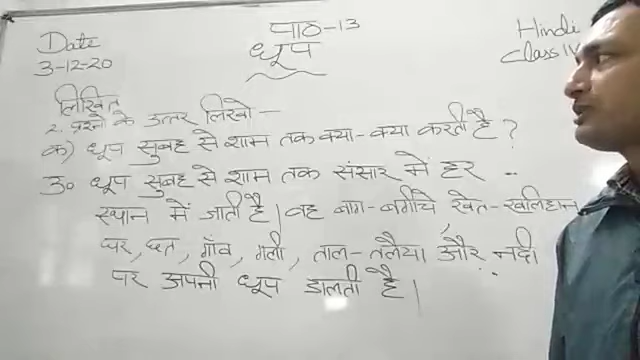 Date
3-12-20
पाठ-13
धूप
Hindi
Class IV
लिखित
2. प्रश्नों के उत्तर लिखो—
क) धूप सुबह से शाम तक क्या-क्या करती है ?
उ० धूप सुबह से शाम तक संसार में हर
स्थान में जाती है| वह बाग-बगीचे, खेत-खलिहान
घर, छत, गाँव, गली, ताल-तलैया और नदी
पर अपनी धूप डालती है|